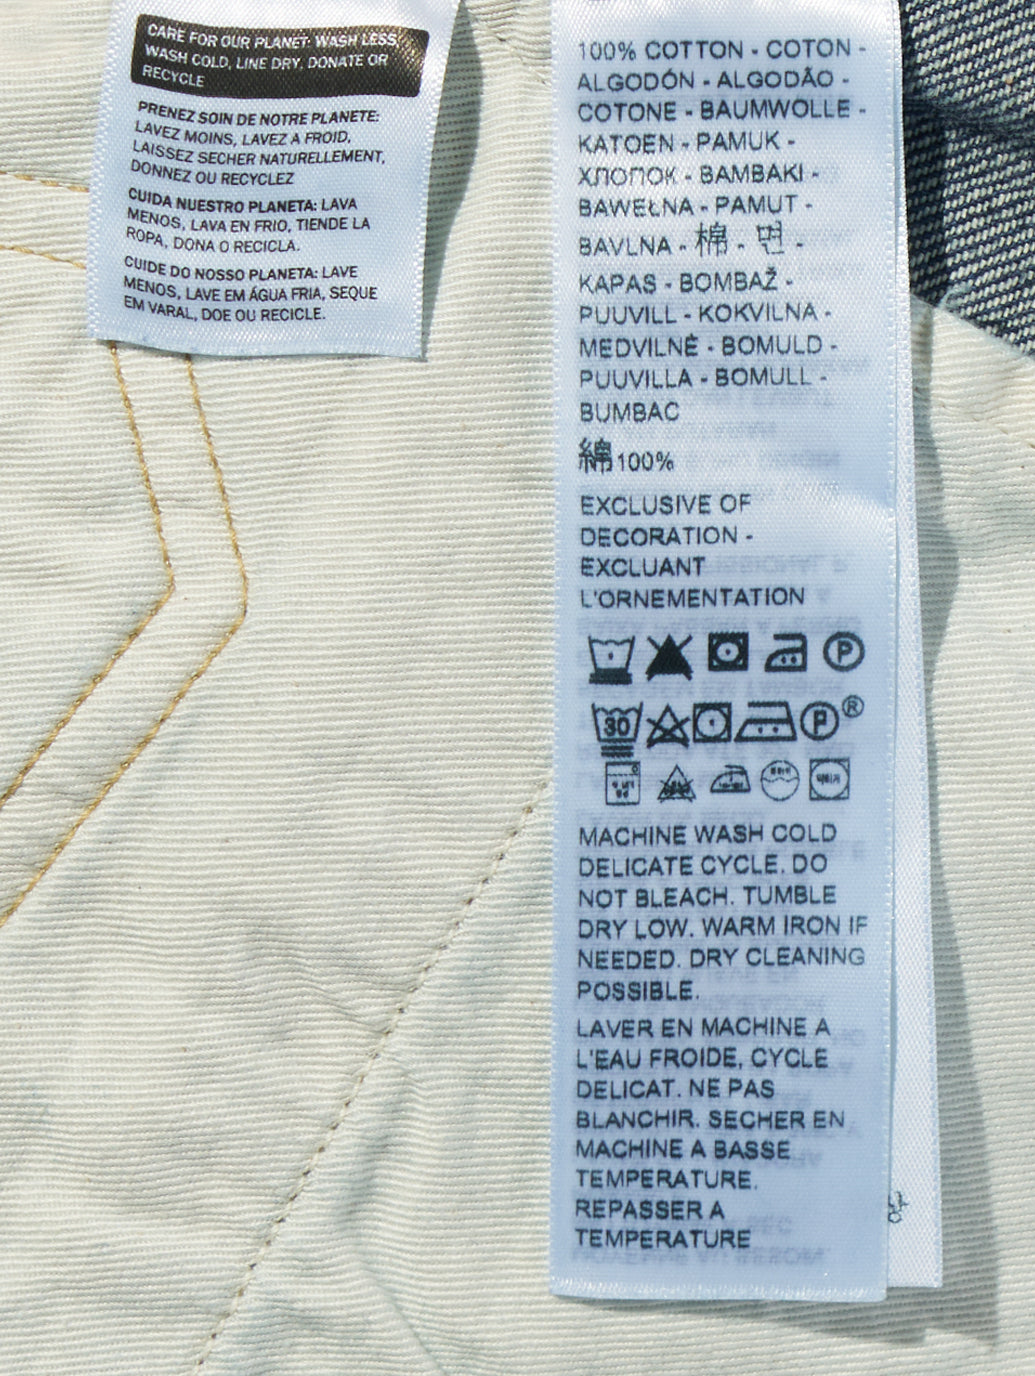 CARE FOR OUR PLANET: WASH LESS,
WASH COLD, LINE DRY, DONATE OR
RECYCLE
PRENEZ SOIN DE NOTRE PLANETE:
LAVEZ MOINS, LAVEZ A FROID,
LAISSEZ SECHER NATURELLEMENT,
DONNEZ OU RECYCLEZ
CUIDA NUESTRO PLANETA: LAVA
MENOS, LAVA EN FRIO, TIENDE LA
ROPA, DONA O RECICLA.
CUIDE DO NOSSO PLANETA: LAVE
MENOS, LAVE EM ÁGUA FRIA, SEQUE
EM VARAL, DOE OU RECICLE.
100% COTTON - COTON -
ALGODÓN - ALGODÃO -
COTONE - BAUMWOLLE -
KATOEN - PAMUK -
ХЛОПОК - BAMBAKI -
BAWEŁNA - PAMUT -
BAVLNA - 棉 - 면 -
KAPAS - BOMBAŽ -
PUUVILL - KOKVILNA -
MEDVILNĖ - BOMULD -
PUUVILLA - BOMULL -
BUMBAC
綿100%
EXCLUSIVE OF
DECORATION -
EXCLUANT
L'ORNEMENTATION
P
30 P ®
MACHINE WASH COLD
DELICATE CYCLE. DO
NOT BLEACH. TUMBLE
DRY LOW. WARM IRON IF
NEEDED. DRY CLEANING
POSSIBLE.
LAVER EN MACHINE A
L'EAU FROIDE, CYCLE
DELICAT. NE PAS
BLANCHIR. SECHER EN
MACHINE A BASSE
TEMPERATURE.
REPASSER A
TEMPERATURE